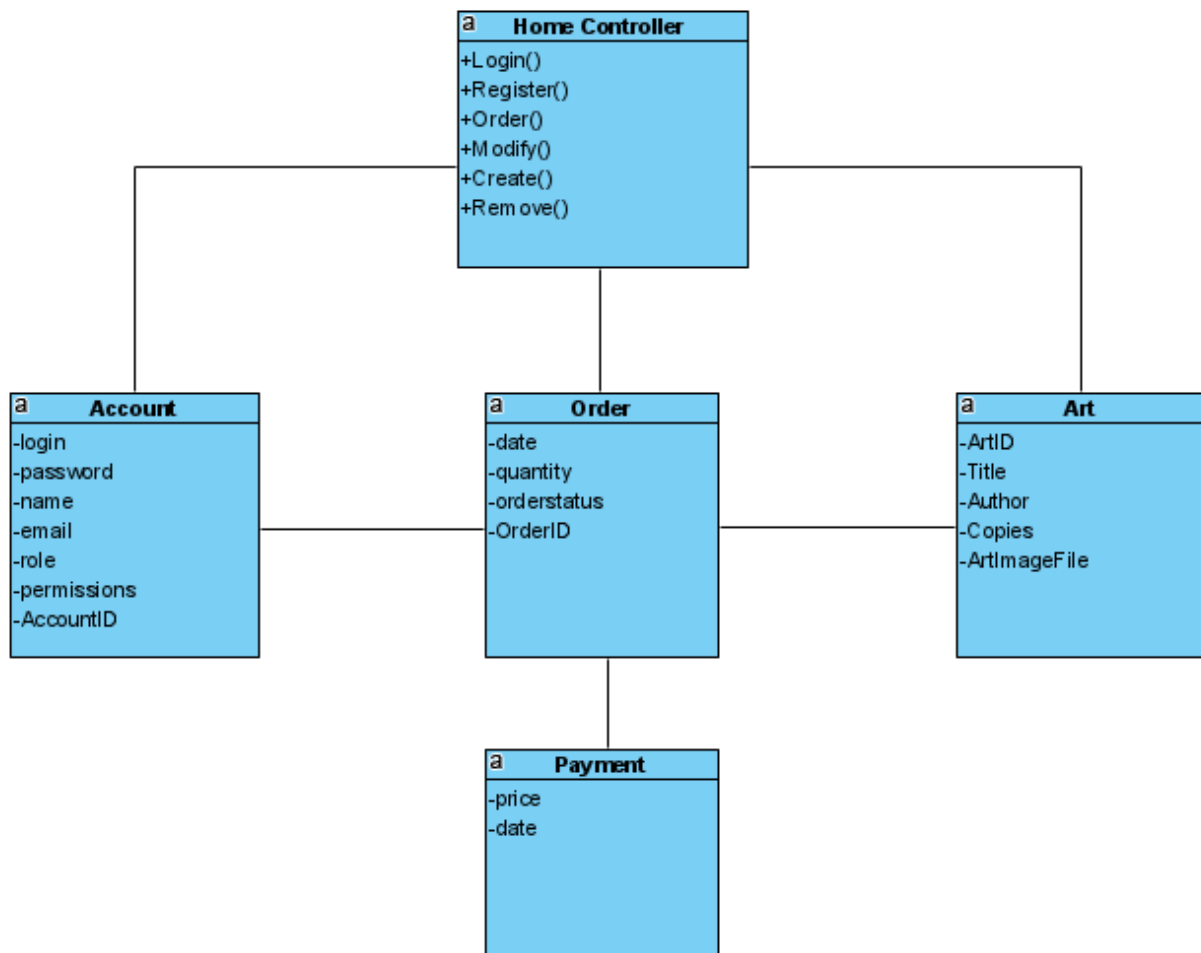 a Home Controller
+Login()
+Register()
+Order()
+Modify()
+Create()
+Remove()
a Account
-login
-password
-name
-email
-role
-permissions
-AccountID
a Order
-date
-quantity
-orderstatus
-OrderID
a Art
-ArtID
-Title
-Author
-Copies
-ArtImageFile
a Payment
-price
-date